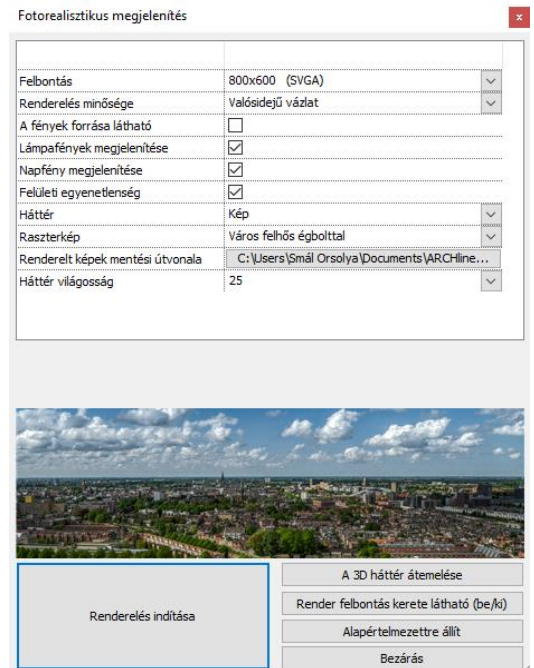 Fotorealisztikus megjelenítés
x
Felbontás 800x600 (SVGA)
Renderelés minősége Valósidejű vázlat
A fények forrása látható
Lámpafények megjelenítése
Napfény megjelenítése
Felületi egyenetlenség
Háttér Kép
Raszterkép Város felhős égbolttal
Renderelt képek mentési útvonala C:\Users\Smál Orsolya\Documents\ARCHline...
Háttér világosság 25
Renderelés indítása
A 3D háttér átemelése
Render felbontás kerete látható (be/ki)
Alapértelmezettre állít
Bezárás